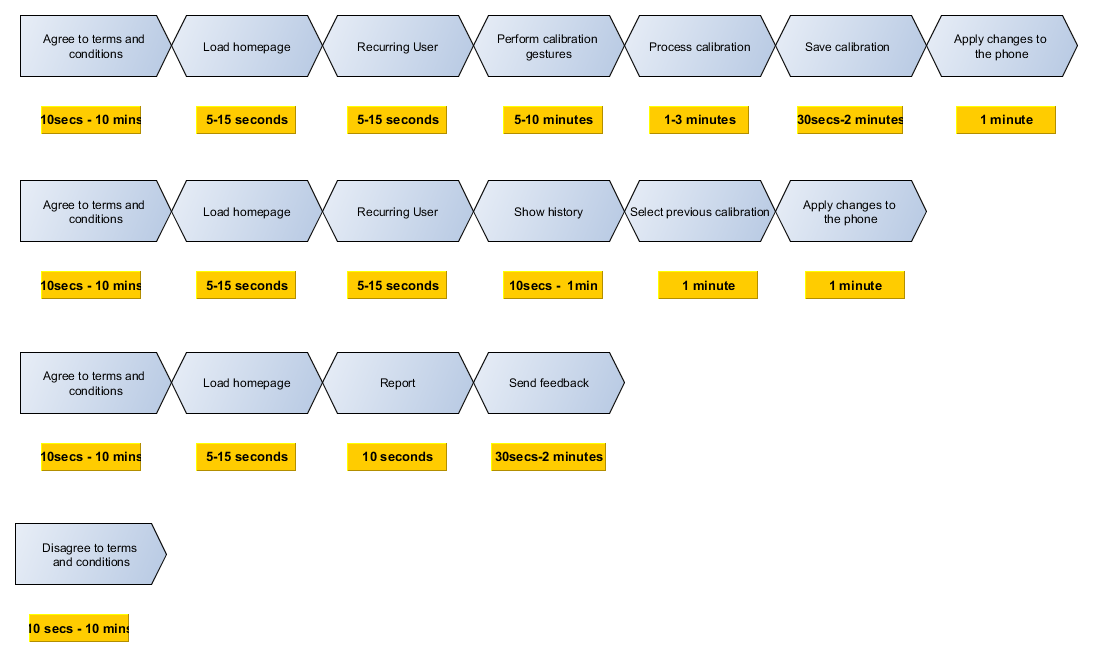 Agree to terms and
conditions
Load homepage
Recurring User
Perform calibration
gestures
Process calibration
Save calibration
Apply changes to
the phone
10secs - 10 mins
5-15 seconds
5-15 seconds
5-10 minutes
1-3 minutes
30secs-2 minutes
1 minute
Agree to terms and
conditions
Load homepage
Recurring User
Show history
Select previous calibration
Apply changes to
the phone
10secs - 10 mins
5-15 seconds
5-15 seconds
10secs - 1min
1 minute
1 minute
Agree to terms and
conditions
Load homepage
Report
Send feedback
10secs - 10 mins
5-15 seconds
10 seconds
30secs-2 minutes
Disagree to terms
and conditions
10 secs - 10 mins